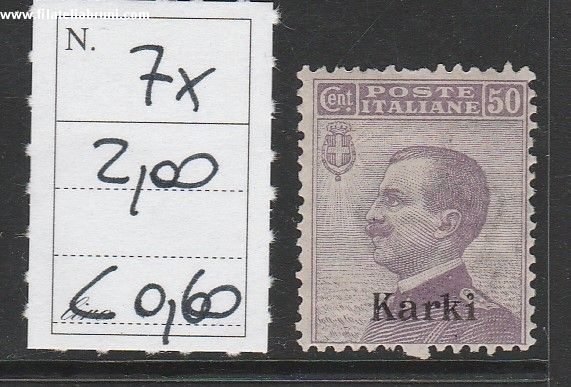 www.filateliabruni.com
N.
7x
2,00
€ 0,60
Cent. POSTE ITALIANE 50
Karki